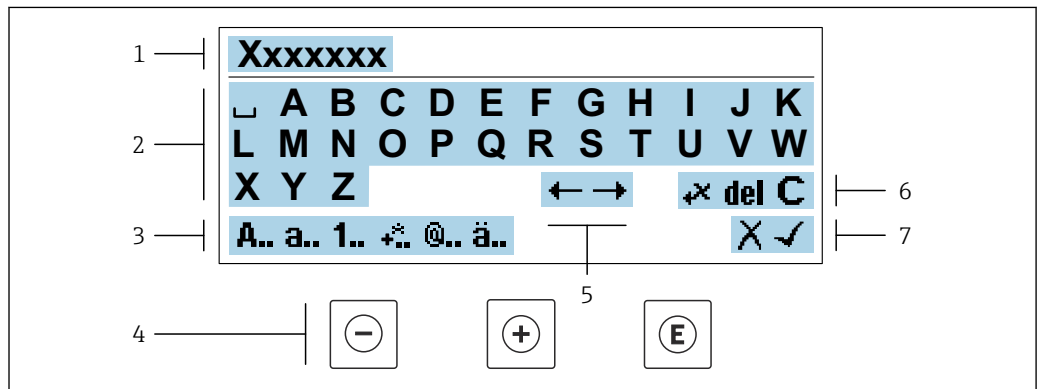 1 Xxxxxxx
2 ␣ A B C D E F G H I J K
L M N O P Q R S T U V W
X Y Z ← → +× del C 6
3 A.. a.. 1.. +*.. @.. ä.. X ✓ 7
5
4 − + E